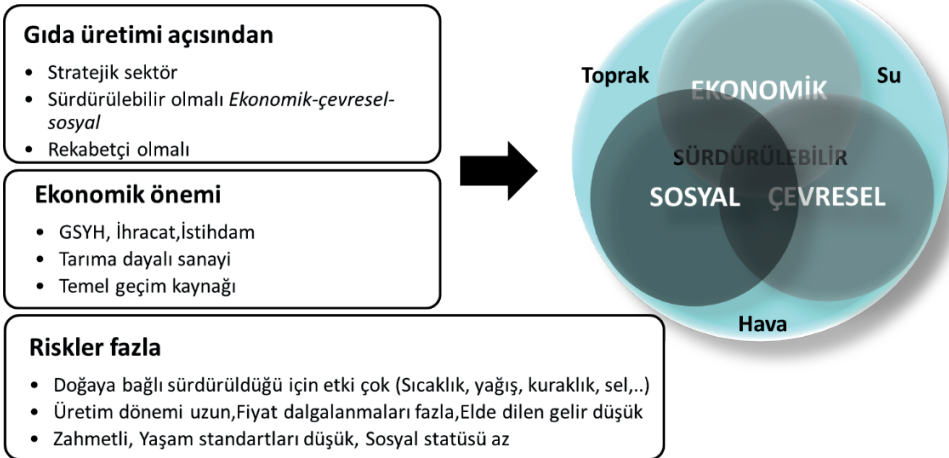 Gıda üretimi açısından
• Stratejik sektör
• Sürdürülebilir olmalı Ekonomik-çevresel-
sosyal
• Rekabetçi olmalı
Ekonomik önemi
• GSYH, İhracat,İstihdam
• Tarıma dayalı sanayi
• Temel geçim kaynağı
Riskler fazla
• Doğaya bağlı sürdürüldüğü için etki çok (Sıcaklık, yağış, kuraklık, sel,..)
• Üretim dönemi uzun,Fiyat dalgalanmaları fazla,Elde dilen gelir düşük
• Zahmetli, Yaşam standartları düşük, Sosyal statüsü az
Toprak
Su
EKONOMİK
SÜRDÜRÜLEBİLİR
SOSYAL
ÇEVRESEL
Hava